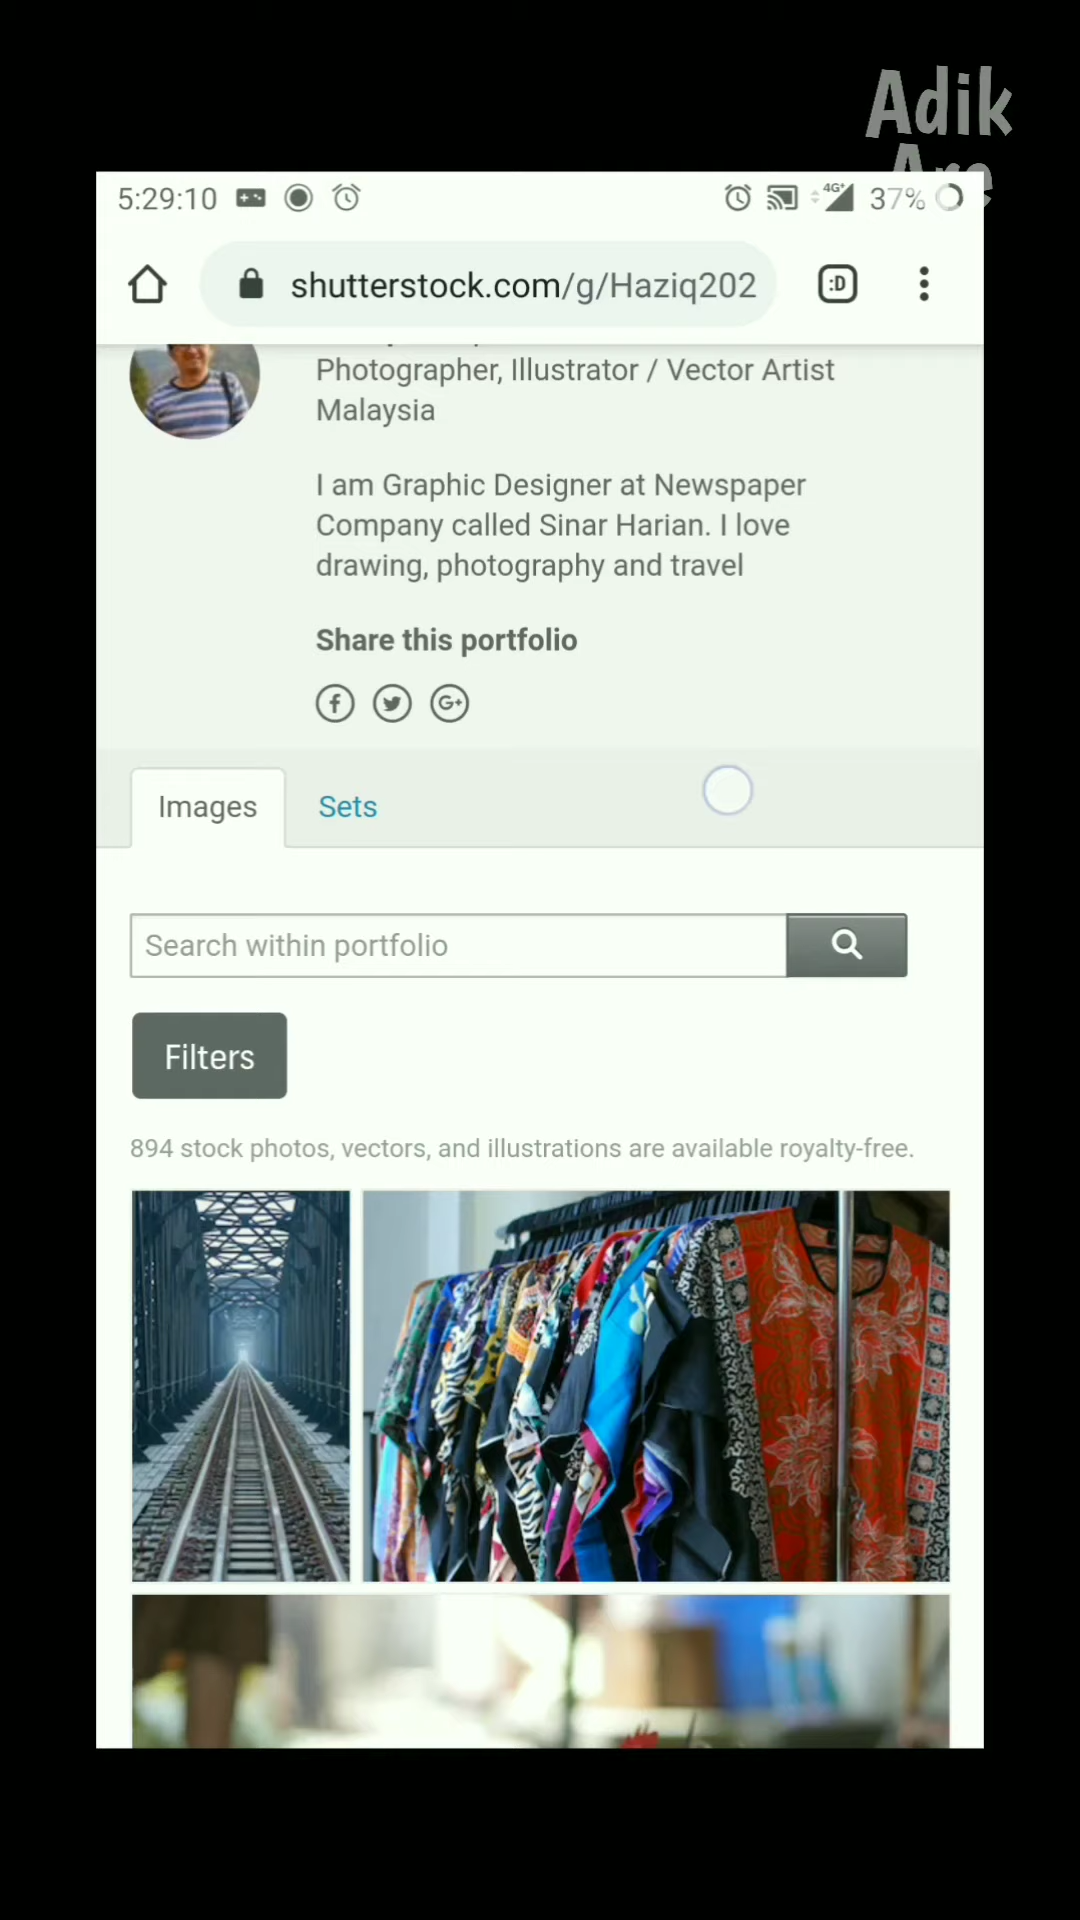 Adik
Are
5:29:10
4G+
37%
shutterstock.com/g/Haziq202
:D
Photographer, Illustrator / Vector Artist
Malaysia
I am Graphic Designer at Newspaper
Company called Sinar Harian. I love
drawing, photography and travel
Share this portfolio
f
G+
Images
Sets
Search within portfolio
Filters
894 stock photos, vectors, and illustrations are available royalty-free.